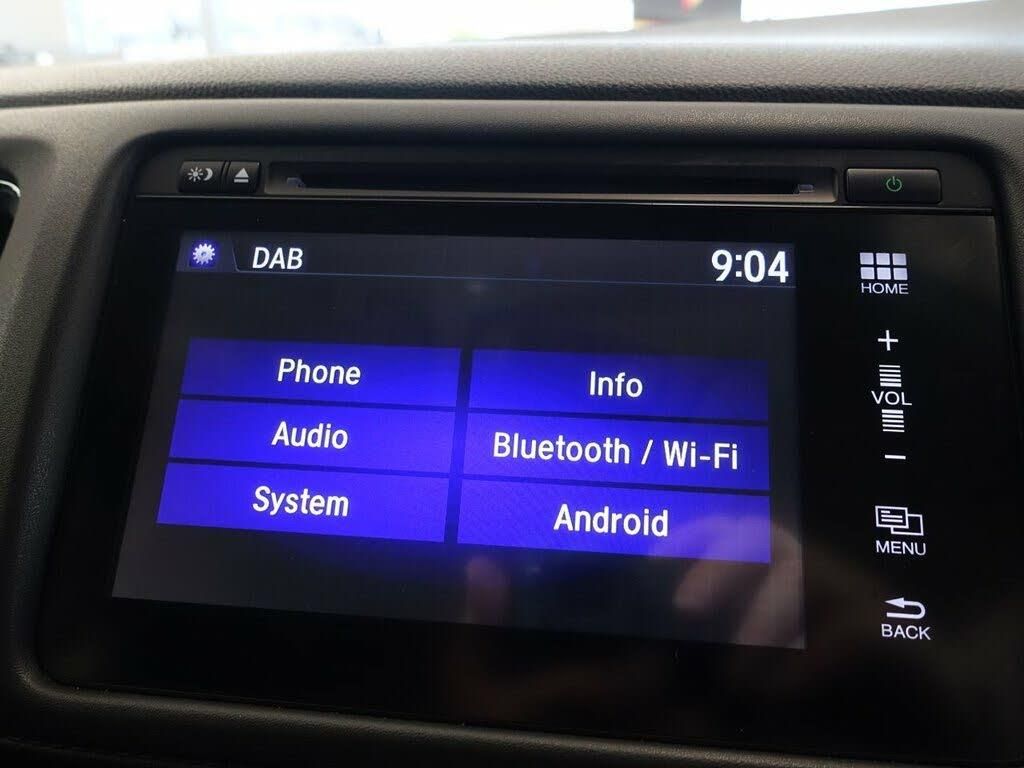 DAB
9:04
HOME
Phone
Info
Audio
Bluetooth / Wi-Fi
System
Android
+
VOL
−
MENU
BACK